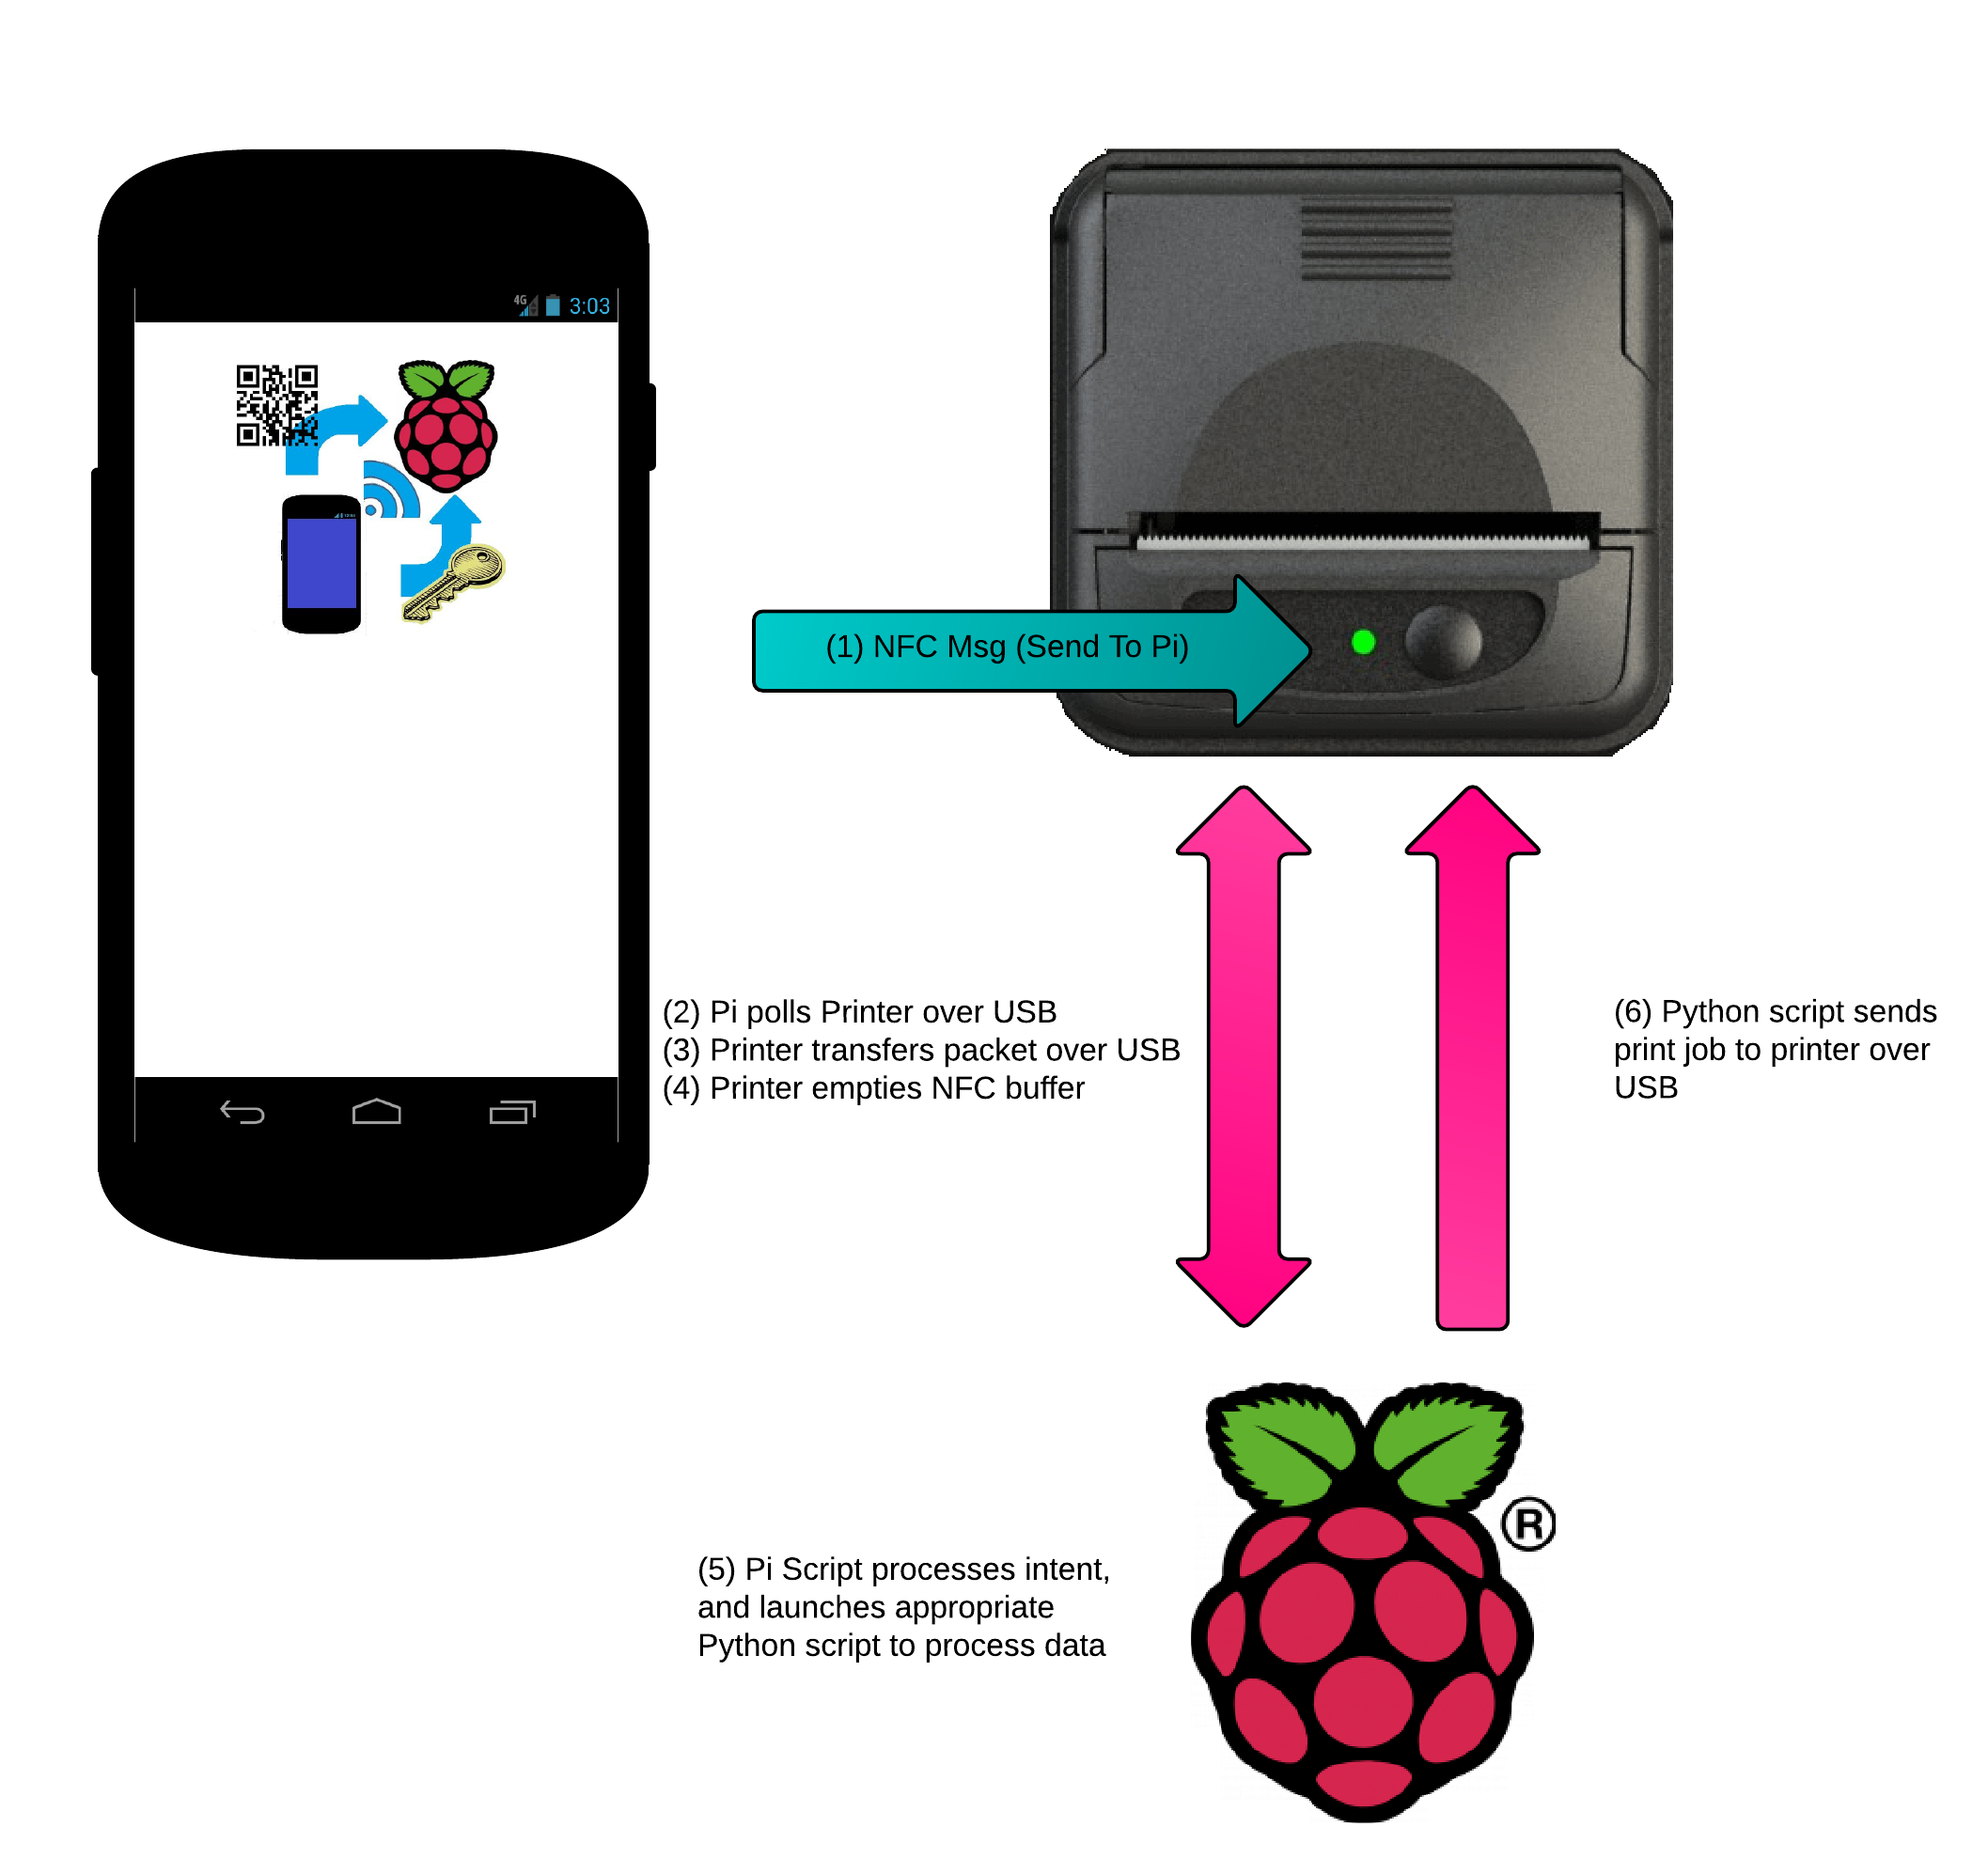 4G 3:03
(1) NFC Msg (Send To Pi)
(2) Pi polls Printer over USB
(3) Printer transfers packet over USB
(4) Printer empties NFC buffer
(6) Python script sends
print job to printer over
USB
(5) Pi Script processes intent,
and launches appropriate
Python script to process data
®